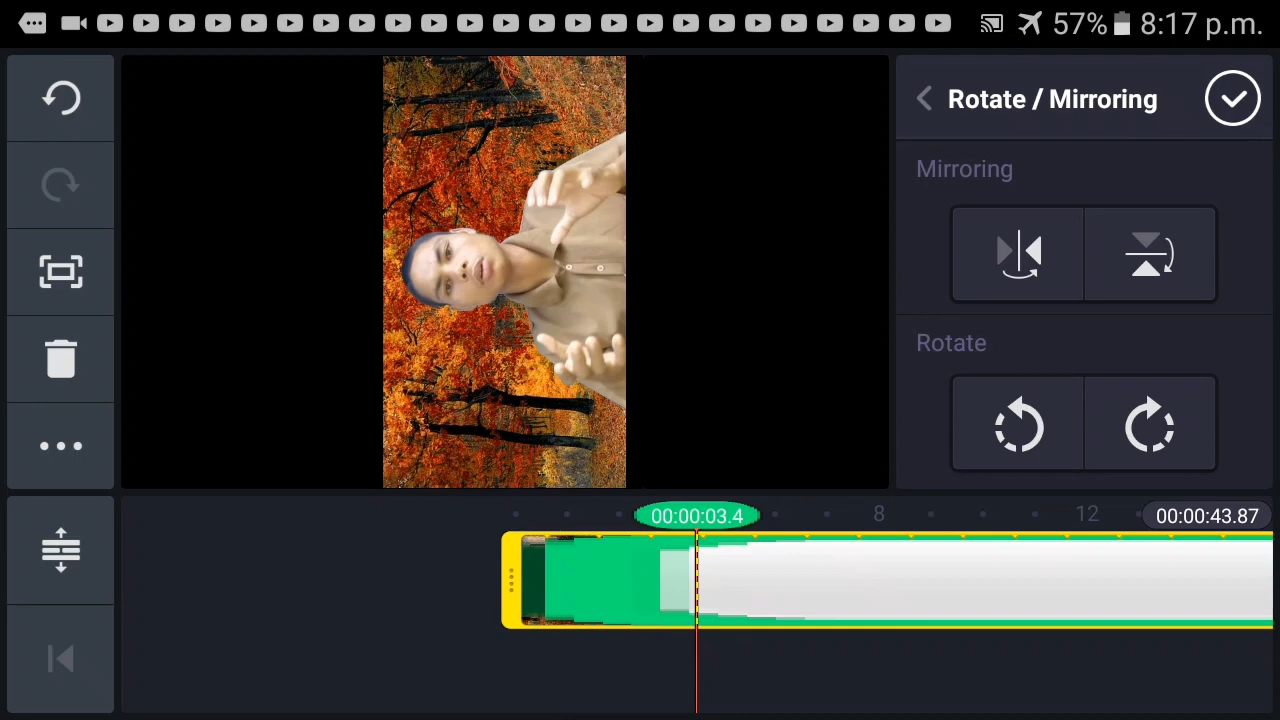 57% 8:17 p.m.
Rotate / Mirroring
Mirroring
Rotate
00:00:03.4 8 12 00:00:43.87